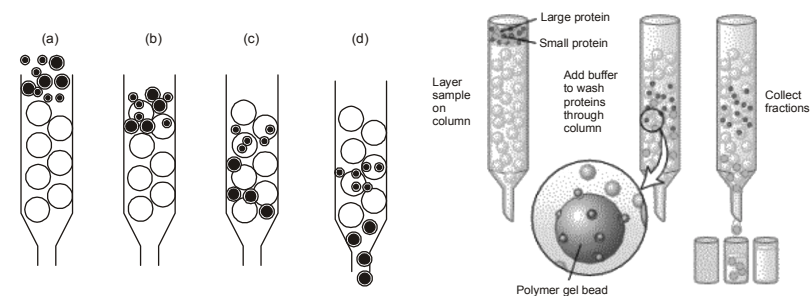 (a)
(b)
(c)
(d)
Large protein
Small protein
Layer
sample
on
column
Add buffer
to wash
proteins
through
column
Collect
fractions
Polymer gel bead